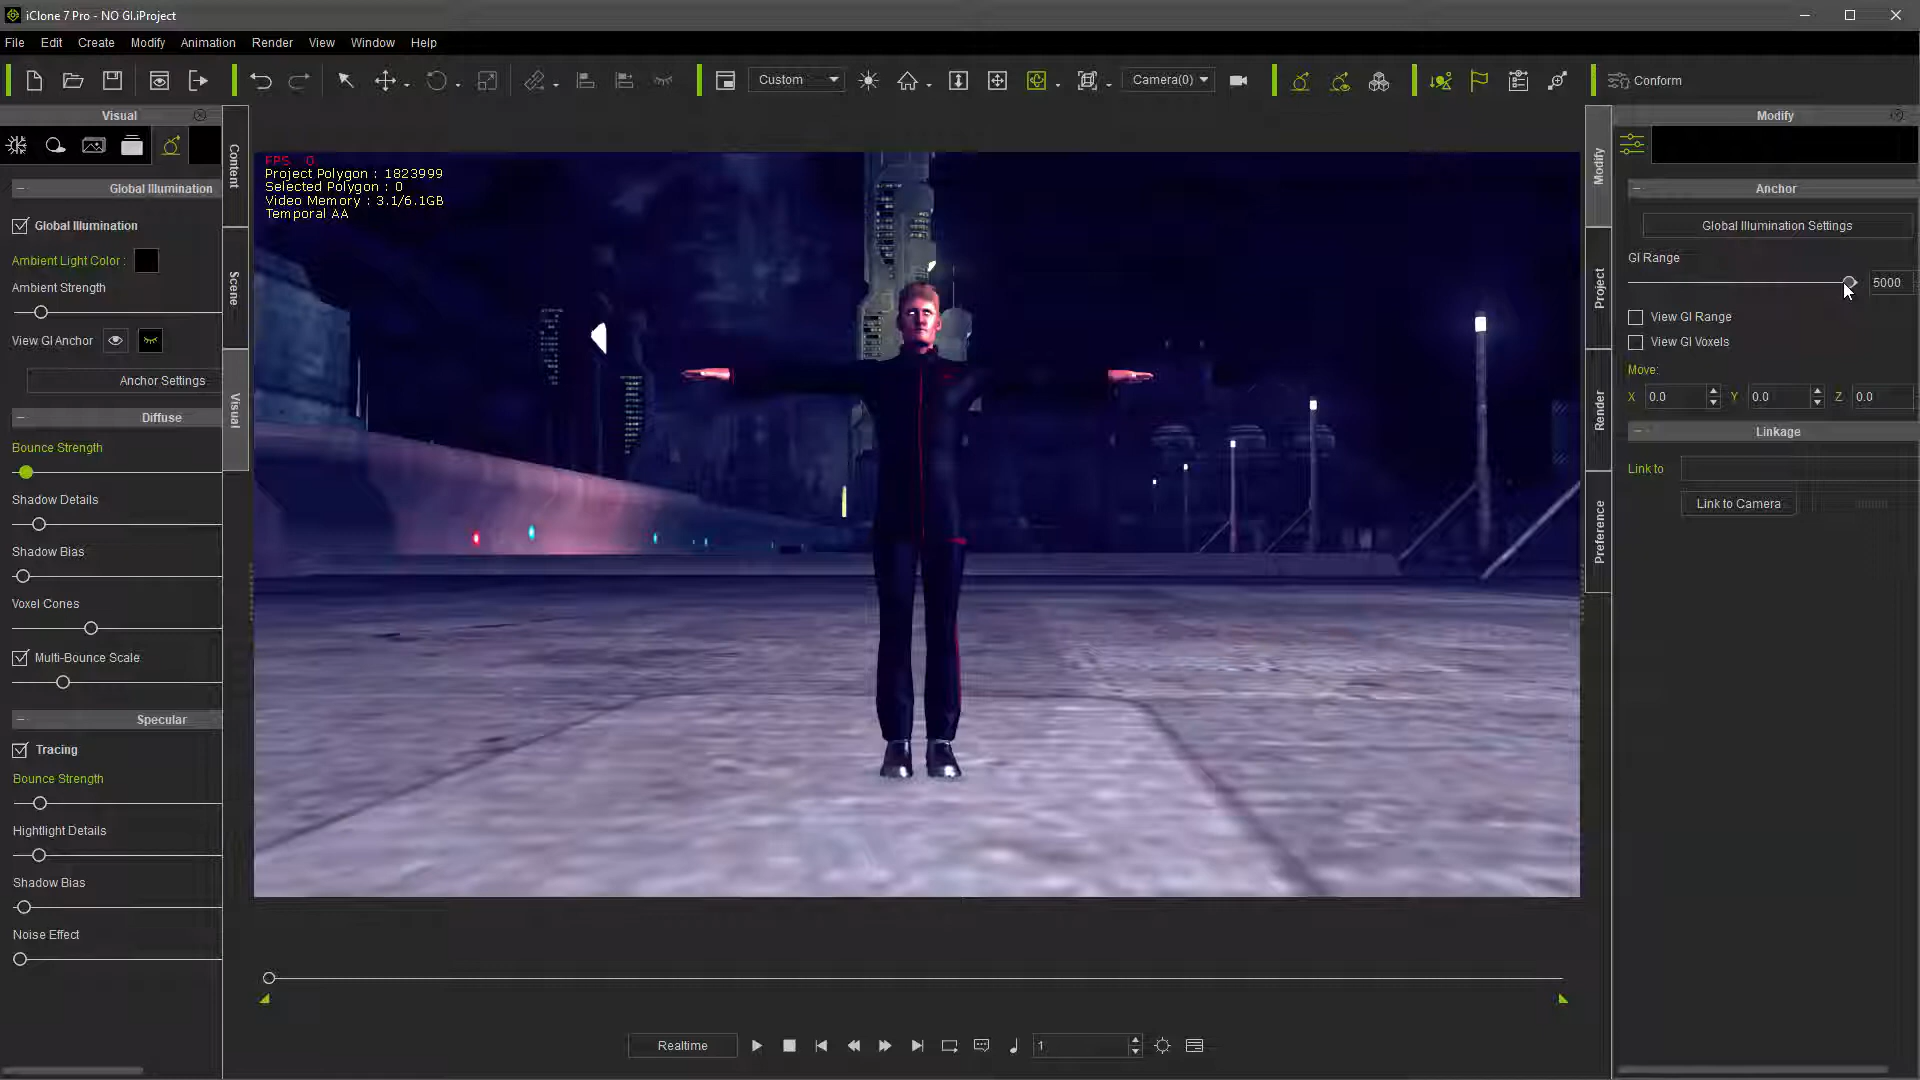 iClone 7 Pro - NO GI.iProject
File Edit Create Modify Animation Render View Window Help
Custom Camera(0) Conform
Visual
Content
Scene
Visual
Global Illumination
Global Illumination
Ambient Light Color :
Ambient Strength
View GI Anchor
Anchor Settings
Diffuse
Bounce Strength
Shadow Details
Shadow Bias
Voxel Cones
Multi-Bounce Scale
Specular
Tracing
Bounce Strength
Hightlight Details
Shadow Bias
Noise Effect
FPS 0
Project Polygon : 1823999
Selected Polygon : 0
Video Memory : 3.1/6.1GB
Temporal AA
Realtime 1
Modify
Project
Render
Preference
Modify
Anchor
Global Illumination Settings
GI Range
5000
View GI Range
View GI Voxels
Move:
X 0.0 Y 0.0 Z 0.0
Linkage
Link to
Link to Camera